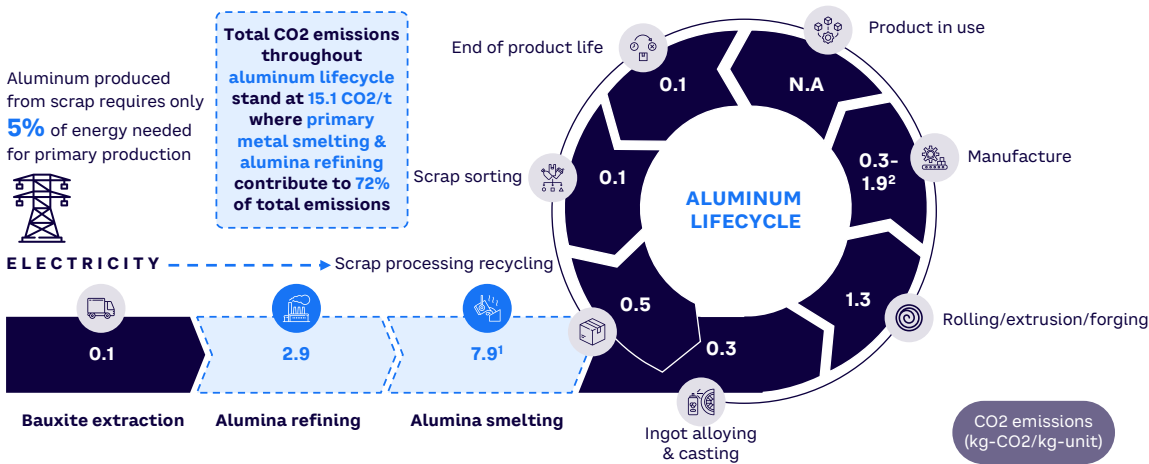 Aluminum produced
from scrap requires only
5% of energy needed
for primary production
ELECTRICITY
Total CO2 emissions
throughout
aluminum lifecycle
stand at 15.1 CO2/t
where primary
metal smelting &
alumina refining
contribute to 72%
of total emissions
End of product life
Product in use
Scrap sorting
Manufacture
Scrap processing recycling
Rolling/extrusion/forging
Ingot alloying
& casting
ALUMINUM
LIFECYCLE
0.1
N.A
0.3-
1.9²
0.1
0.5
1.3
0.3
0.1
2.9
7.9¹
Bauxite extraction
Alumina refining
Alumina smelting
CO2 emissions
(kg-CO2/kg-unit)